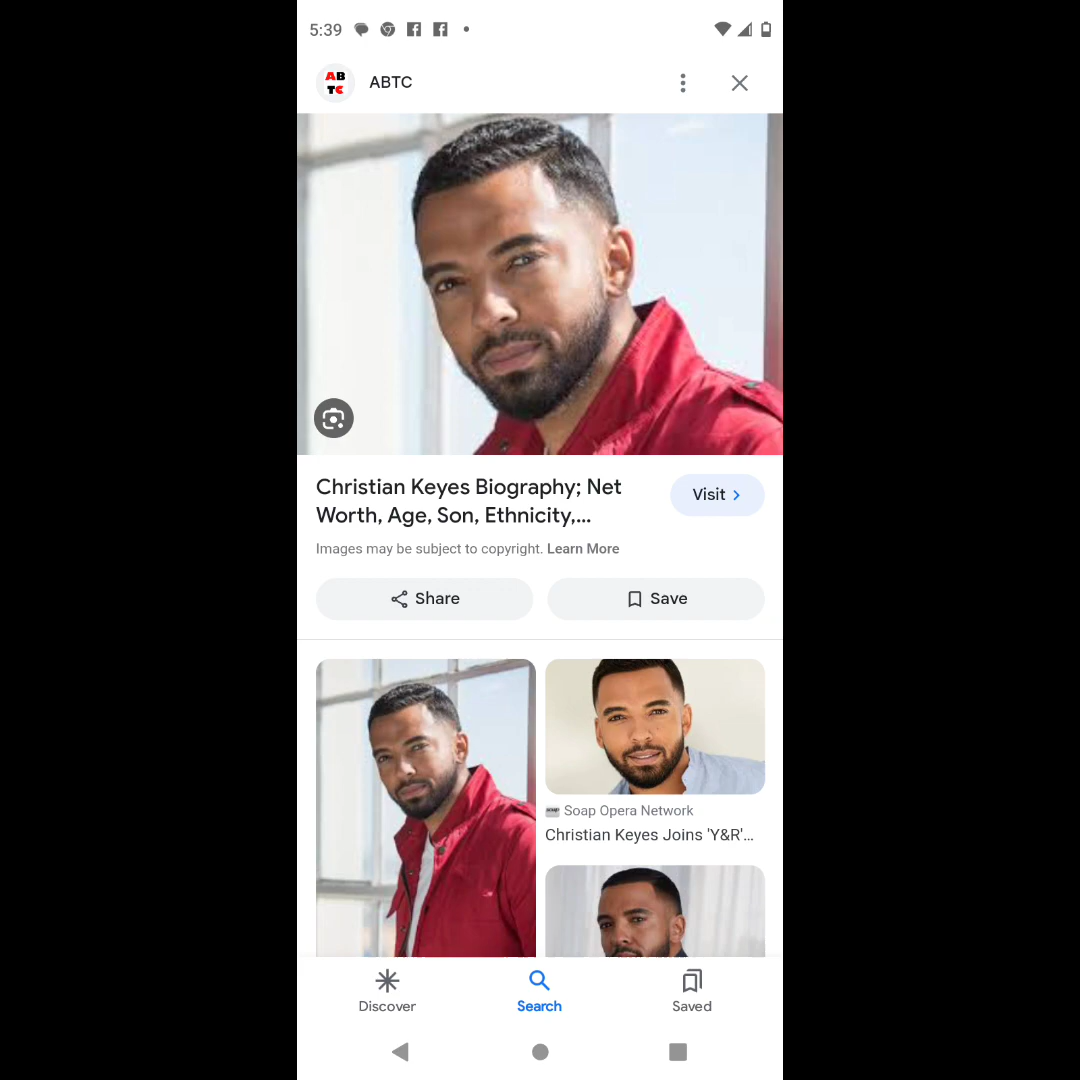 5:39
AB
TC
ABTC
Christian Keyes Biography; Net
Worth, Age, Son, Ethnicity,...
Visit
Images may be subject to copyright. Learn More
Share
Save
Soap Opera Network
Christian Keyes Joins 'Y&R'...
Discover
Search
Saved